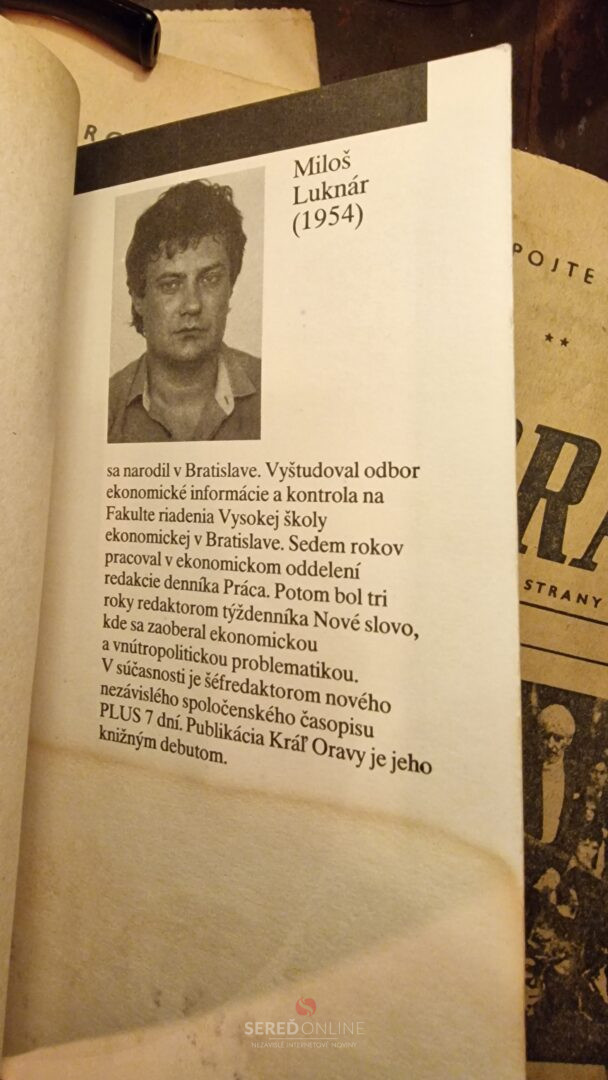 Miloš
Luknár
(1954)
sa narodil v Bratislave. Vyštudoval odbor
ekonomické informácie a kontrola na
Fakulte riadenia Vysokej školy
ekonomickej v Bratislave. Sedem rokov
pracoval v ekonomickom oddelení
redakcie denníka Práca. Potom bol tri
roky redaktorom týždenníka Nové slovo,
kde sa zaoberal ekonomickou
a vnútropolitickou problematikou.
V súčasnosti je šéfredaktorom nového
nezávislého spoločenského časopisu
PLUS 7 dní. Publikácia Kráľ Oravy je jeho
knižným debutom.
POJTE
**
STRANY
SEREĎONLINE
NEZÁVISLÉ INTERNETOVÉ NOVINY